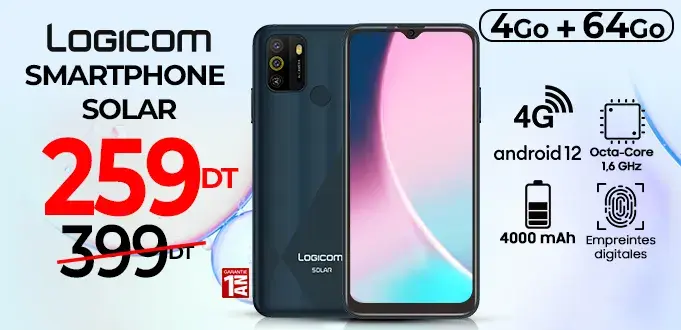 LOGICOM
SMARTPHONE
SOLAR
259DT
399DT
GARANTIE
1AN
LOGICOM
SOLAR
4Go + 64Go
4G
android 12
Octa-Core
1,6 GHz
4000 mAh
Empreintes
digitales